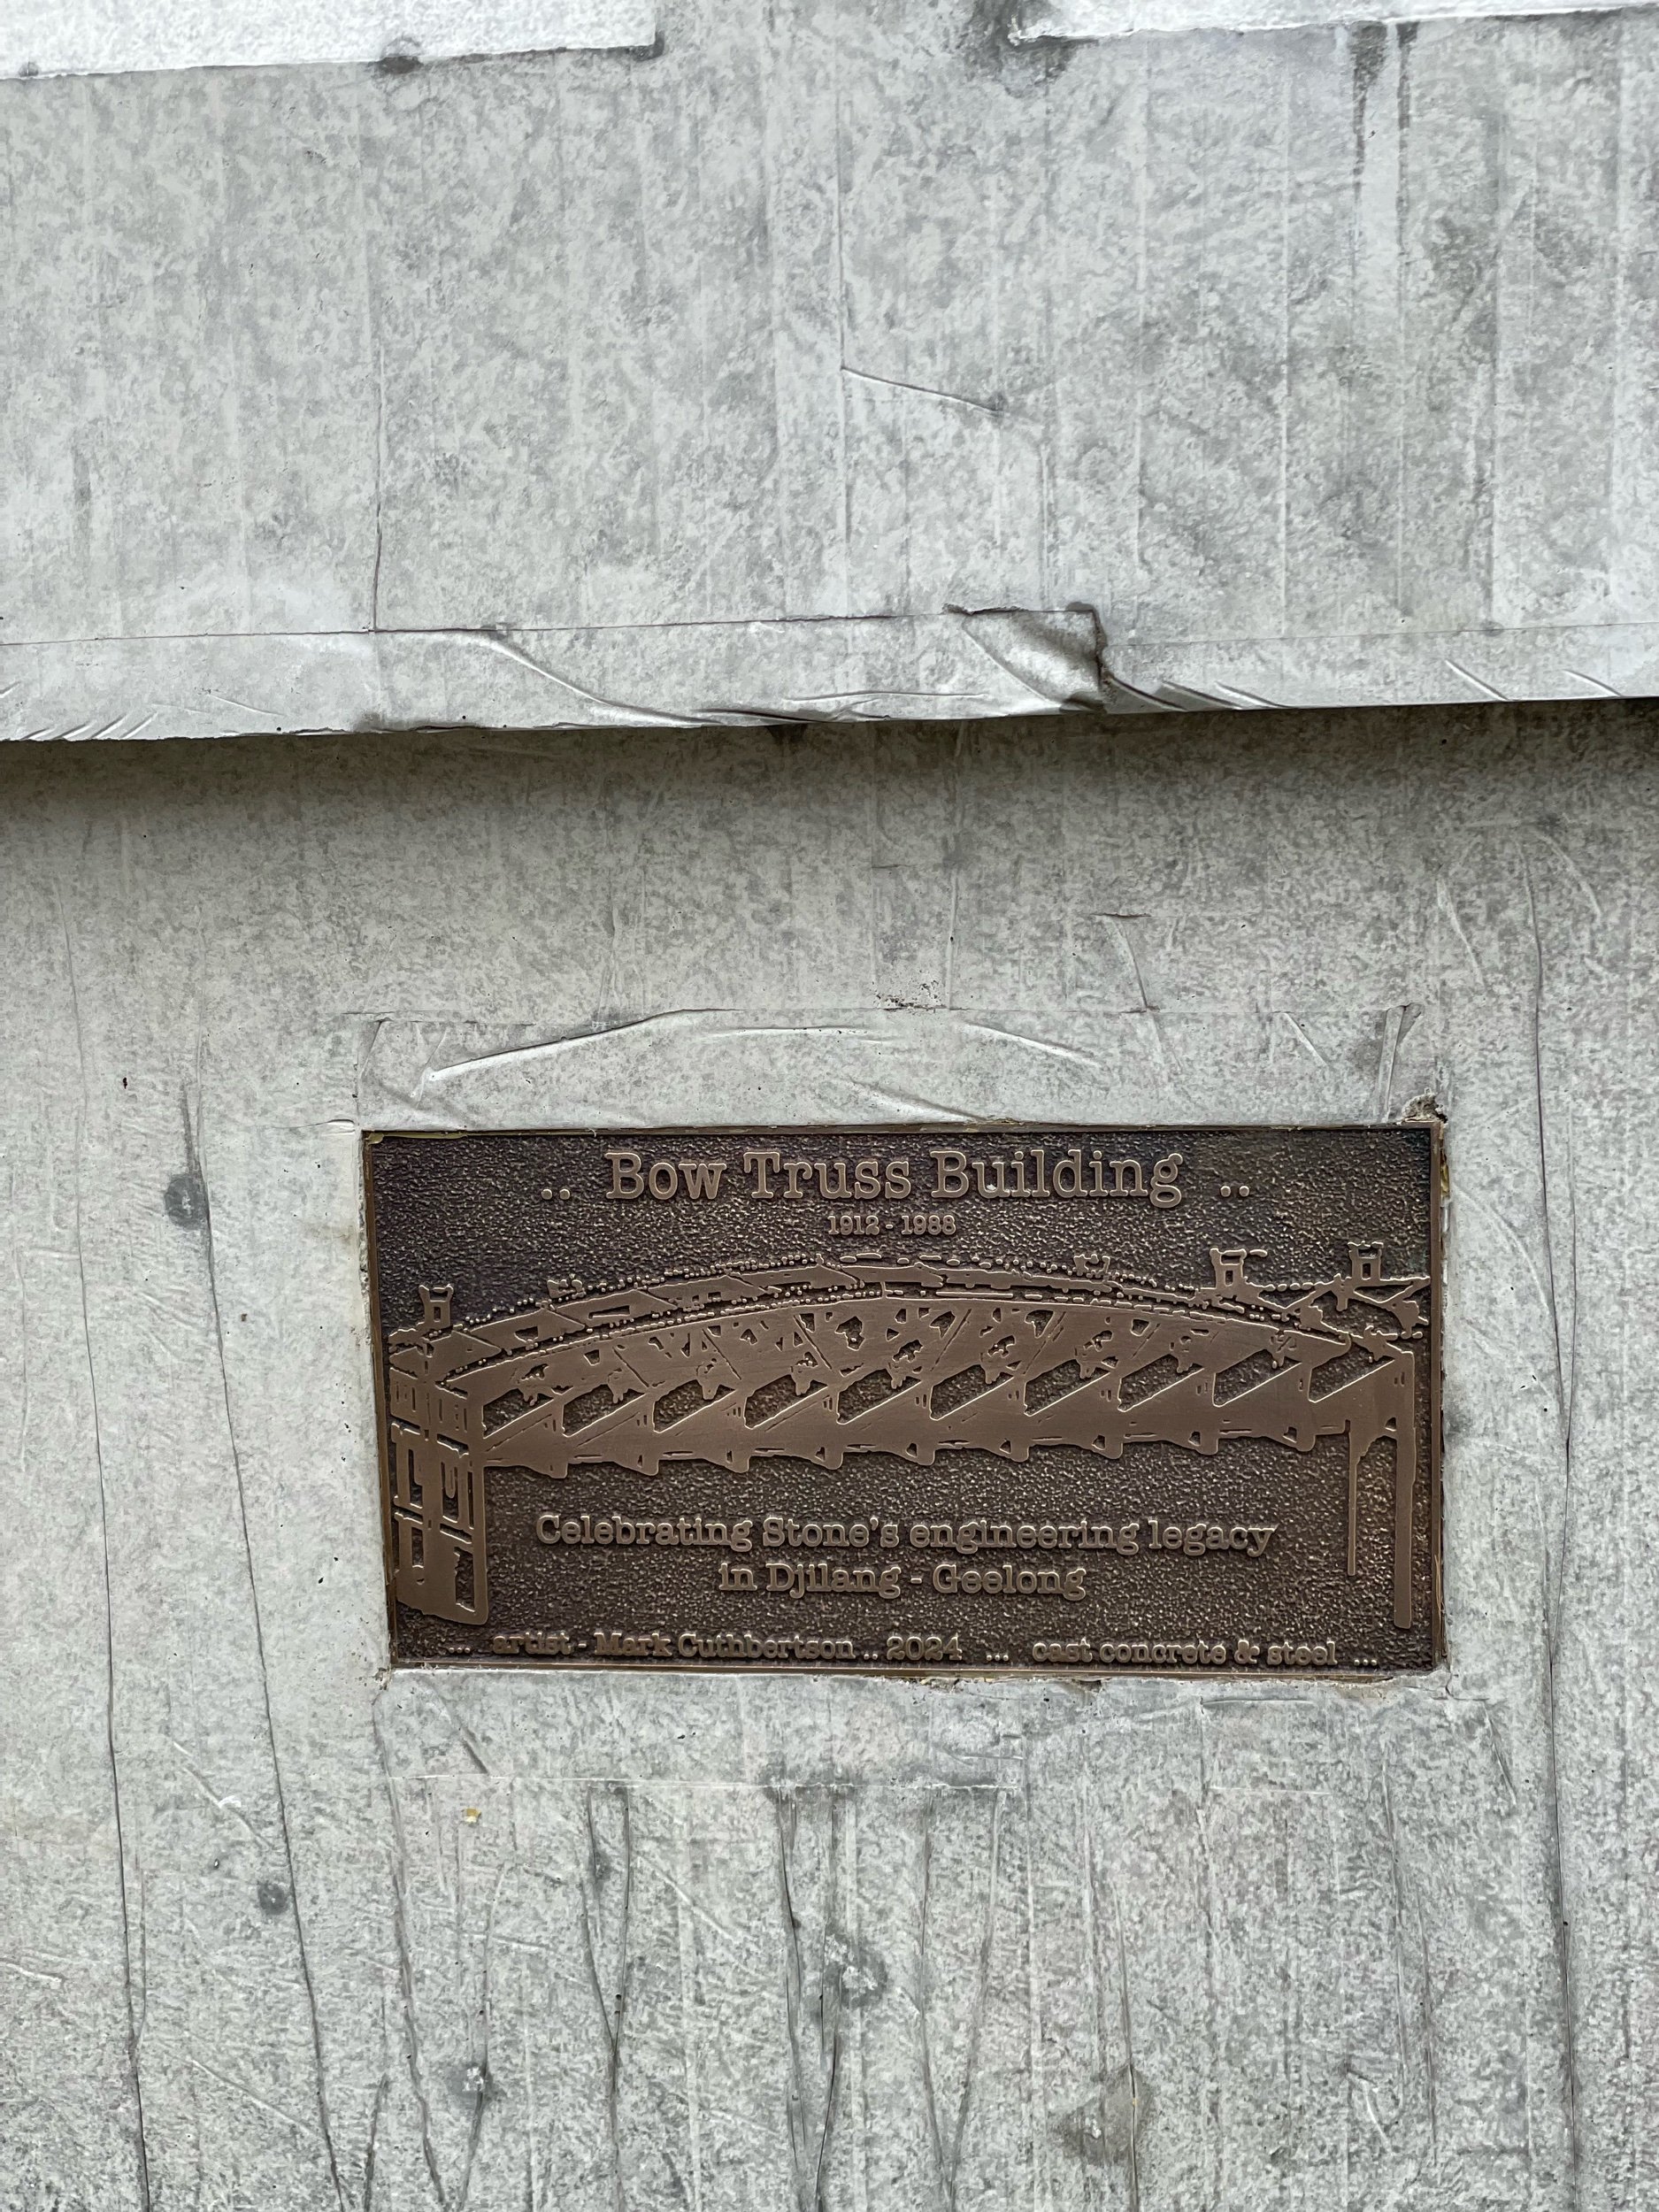 .. Bow Truss Building ..
1912 - 1988
Celebrating Stone's engineering legacy
in Djilang - Geelong
... artist - Mark Cuthbertson .. 2024 ... cast concrete & steel ...